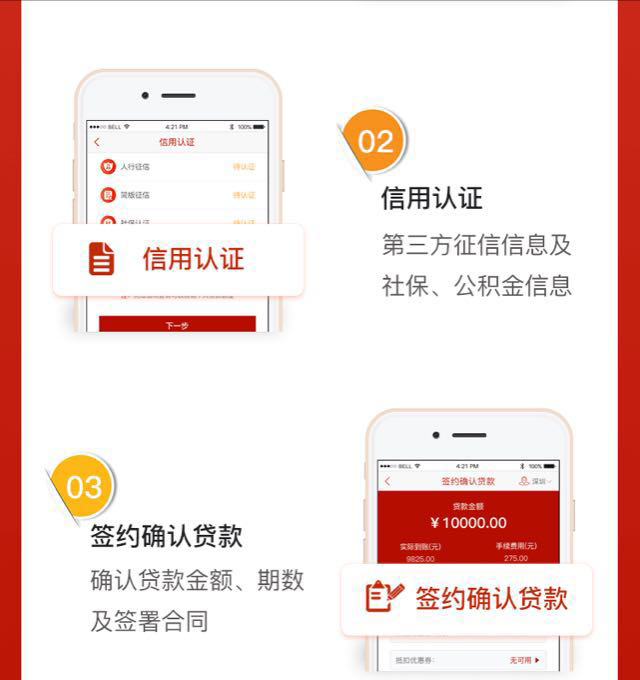 ●●●○○ BELL 4:21 PM 100%
信用认证
人行征信 待认证
简版征信 待认证
社保认证 待认证
信用认证
下一步
02
信用认证
第三方征信信息及
社保、公积金信息
03
签约确认贷款
确认贷款金额、期数
及签署合同
●●●○○ BELL 4:21 PM 100%
签约确认贷款 深圳
贷款金额
¥10000.00
实际到账(元) 手续费用(元)
9825.00 275.00
签约确认贷款
抵扣优惠券: 无可用